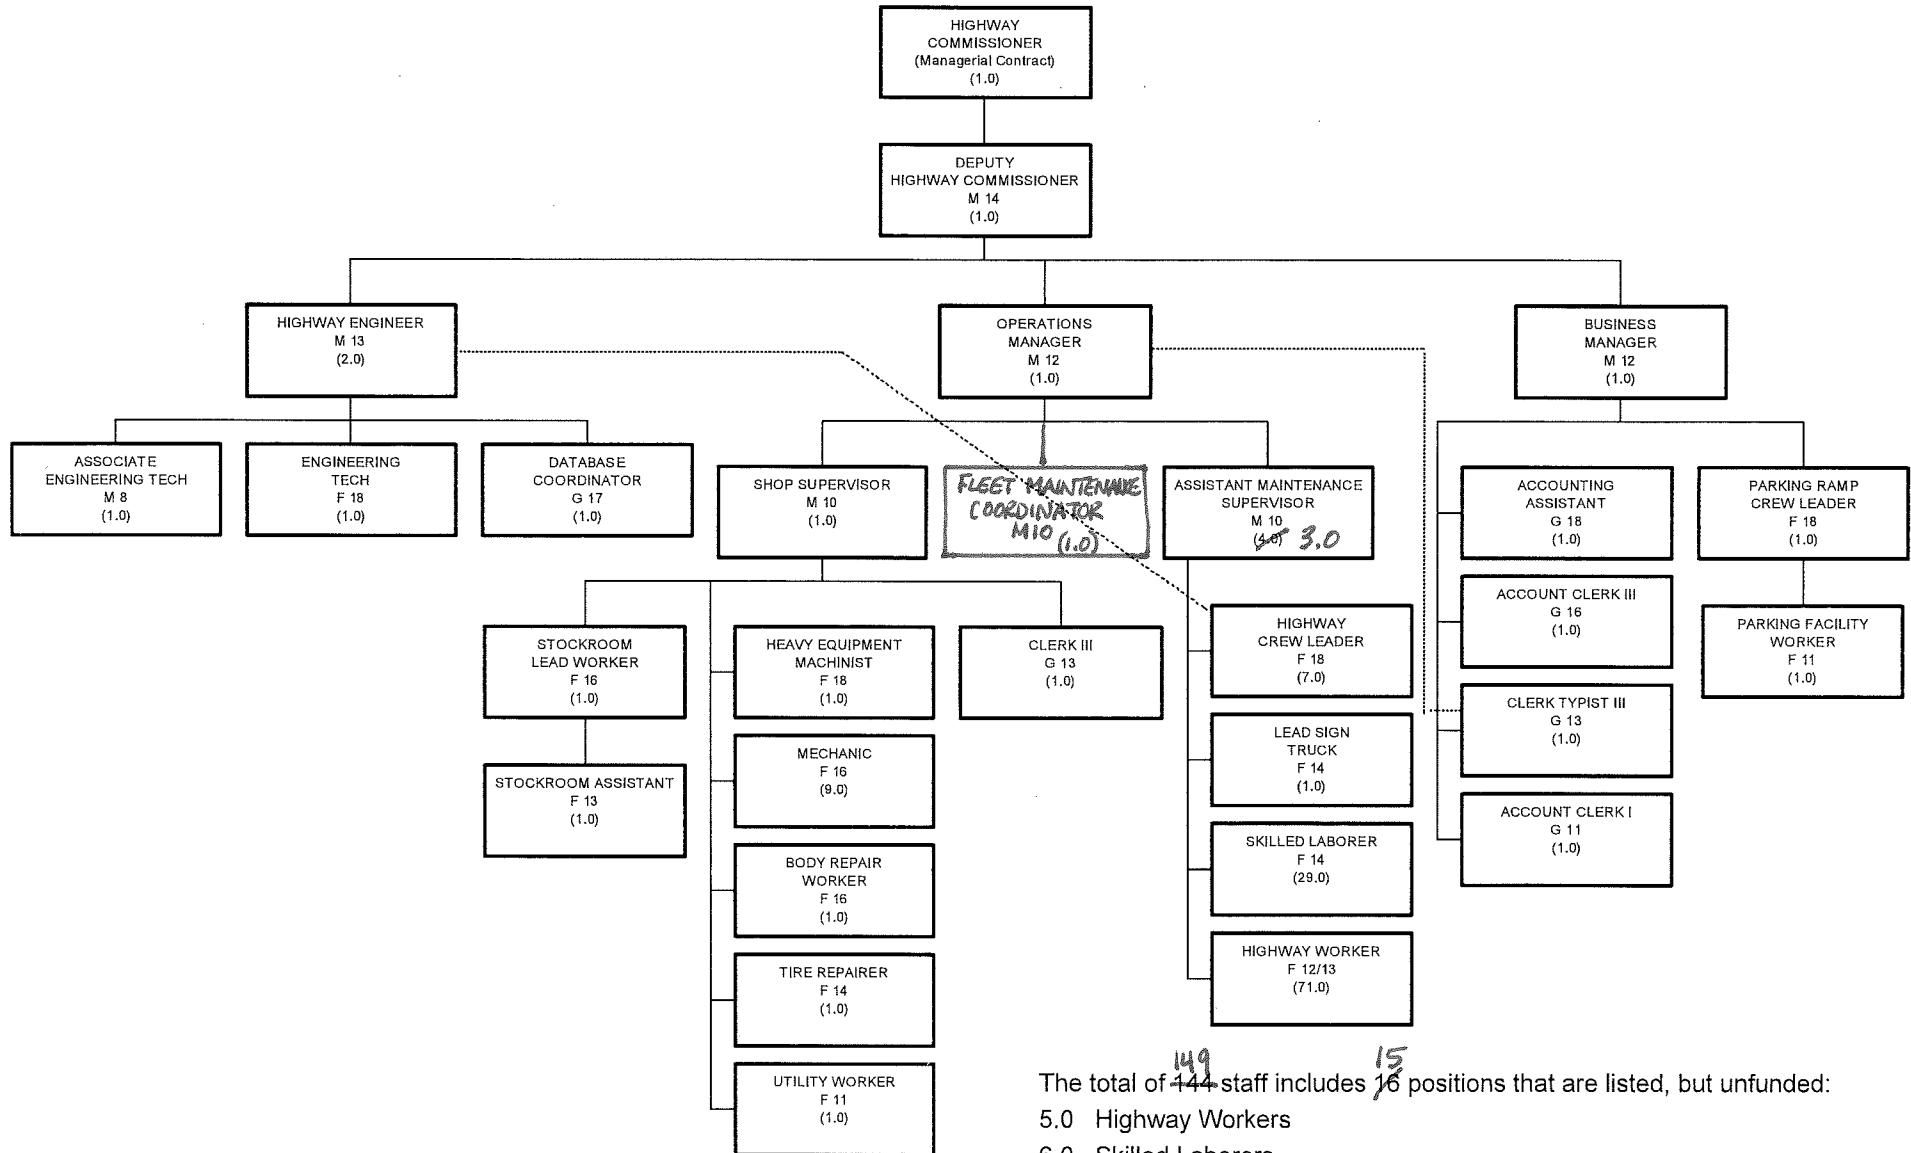 HIGHWAY
COMMISSIONER
(Managerial Contract)
(1.0)
DEPUTY
HIGHWAY COMMISSIONER
M 14
(1.0)
HIGHWAY ENGINEER
M 13
(2.0)
OPERATIONS
MANAGER
M 12
(1.0)
BUSINESS
MANAGER
M 12
(1.0)
ASSOCIATE
ENGINEERING TECH
M 8
(1.0)
ENGINEERING
TECH
F 18
(1.0)
DATABASE
COORDINATOR
G 17
(1.0)
SHOP SUPERVISOR
M 10
(1.0)
FLEET MAINTENANCE
COORDINATOR
M10 (1.0)
ASSISTANT MAINTENANCE
SUPERVISOR
M 10
(4.0) 3.0
ACCOUNTING
ASSISTANT
G 18
(1.0)
PARKING RAMP
CREW LEADER
F 18
(1.0)
STOCKROOM
LEAD WORKER
F 16
(1.0)
STOCKROOM ASSISTANT
F 13
(1.0)
HEAVY EQUIPMENT
MACHINIST
F 18
(1.0)
MECHANIC
F 16
(9.0)
BODY REPAIR
WORKER
F 16
(1.0)
TIRE REPAIRER
F 14
(1.0)
UTILITY WORKER
F 11
(1.0)
CLERK III
G 13
(1.0)
HIGHWAY
CREW LEADER
F 18
(7.0)
LEAD SIGN
TRUCK
F 14
(1.0)
SKILLED LABORER
F 14
(29.0)
HIGHWAY WORKER
F 12/13
(71.0)
ACCOUNT CLERK III
G 16
(1.0)
CLERK TYPIST III
G 13
(1.0)
ACCOUNT CLERK I
G 11
(1.0)
PARKING FACILITY
WORKER
F 11
(1.0)
149 15
The total of 144 staff includes 16 positions that are listed, but unfunded:
5.0 Highway Workers
6.0 Skilled Laborers